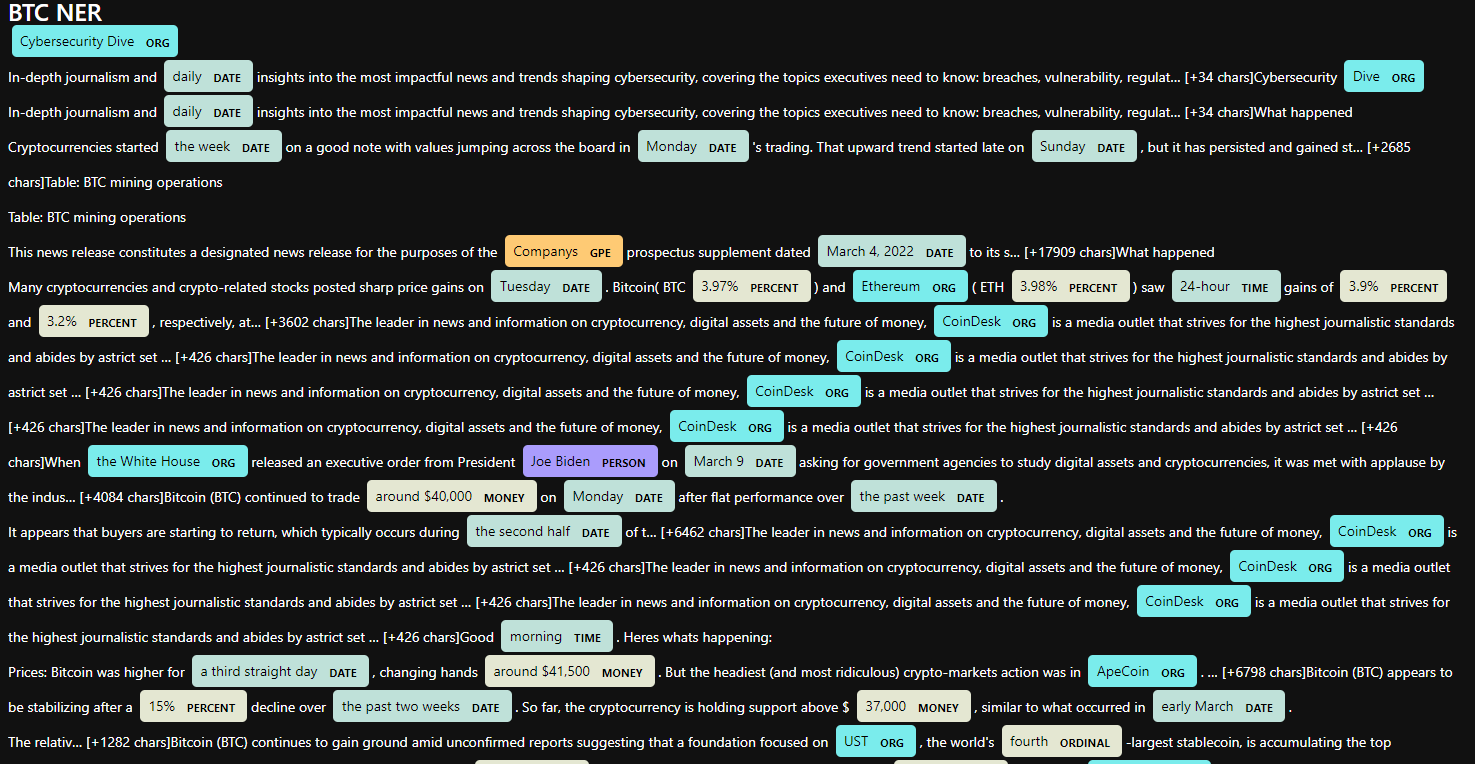 BTC NER
Cybersecurity Dive ORG
In-depth journalism and daily DATE insights into the most impactful news and trends shaping cybersecurity, covering the topics executives need to know: breaches, vulnerability, regulat... [+34 chars]Cybersecurity Dive ORG
In-depth journalism and daily DATE insights into the most impactful news and trends shaping cybersecurity, covering the topics executives need to know: breaches, vulnerability, regulat... [+34 chars]What happened
Cryptocurrencies started the week DATE on a good note with values jumping across the board in Monday DATE 's trading. That upward trend started late on Sunday DATE , but it has persisted and gained st... [+2685
chars]Table: BTC mining operations
Table: BTC mining operations
This news release constitutes a designated news release for the purposes of the Companys GPE prospectus supplement dated March 4, 2022 DATE to its s... [+17909 chars]What happened
Many cryptocurrencies and crypto-related stocks posted sharp price gains on Tuesday DATE . Bitcoin( BTC 3.97% PERCENT ) and Ethereum ORG ( ETH 3.98% PERCENT ) saw 24-hour TIME gains of 3.9% PERCENT
and 3.2% PERCENT , respectively, at... [+3602 chars]The leader in news and information on cryptocurrency, digital assets and the future of money, CoinDesk ORG is a media outlet that strives for the highest journalistic standards
and abides by astrict set ... [+426 chars]The leader in news and information on cryptocurrency, digital assets and the future of money, CoinDesk ORG is a media outlet that strives for the highest journalistic standards and abides by
astrict set ... [+426 chars]The leader in news and information on cryptocurrency, digital assets and the future of money, CoinDesk ORG is a media outlet that strives for the highest journalistic standards and abides by astrict set ...
[+426 chars]The leader in news and information on cryptocurrency, digital assets and the future of money, CoinDesk ORG is a media outlet that strives for the highest journalistic standards and abides by astrict set ... [+426
chars]When the White House ORG released an executive order from President Joe Biden PERSON on March 9 DATE asking for government agencies to study digital assets and cryptocurrencies, it was met with applause by
the indus... [+4084 chars]Bitcoin (BTC) continued to trade around $40,000 MONEY on Monday DATE after flat performance over the past week DATE .
It appears that buyers are starting to return, which typically occurs during the second half DATE of t... [+6462 chars]The leader in news and information on cryptocurrency, digital assets and the future of money, CoinDesk ORG is
a media outlet that strives for the highest journalistic standards and abides by astrict set ... [+426 chars]The leader in news and information on cryptocurrency, digital assets and the future of money, CoinDesk ORG is a media outlet
that strives for the highest journalistic standards and abides by astrict set ... [+426 chars]The leader in news and information on cryptocurrency, digital assets and the future of money, CoinDesk ORG is a media outlet that strives for
the highest journalistic standards and abides by astrict set ... [+426 chars]Good morning TIME . Heres whats happening:
Prices: Bitcoin was higher for a third straight day DATE , changing hands around $41,500 MONEY . But the headiest (and most ridiculous) crypto-markets action was in ApeCoin ORG . ... [+6798 chars]Bitcoin (BTC) appears to
be stabilizing after a 15% PERCENT decline over the past two weeks DATE . So far, the cryptocurrency is holding support above $ 37,000 MONEY , similar to what occurred in early March DATE .
The relativ... [+1282 chars]Bitcoin (BTC) continues to gain ground amid unconfirmed reports suggesting that a foundation focused on UST ORG , the world's fourth ORDINAL -largest stablecoin, is accumulating the top